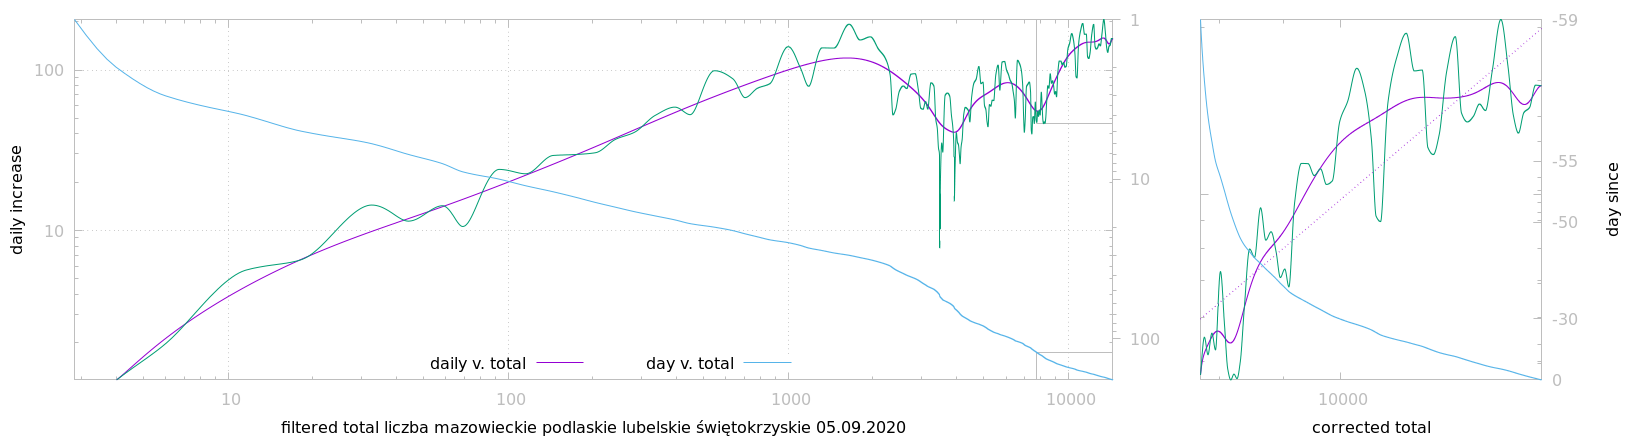 daily increase
100
10
daily v. total
day v. total
10
100
1000
10000
filtered total liczba mazowieckie podlaskie lubelskie świętokrzyskie 05.09.2020
1
10
100
10000
corrected total
-59
-55
-50
-30
0
day since